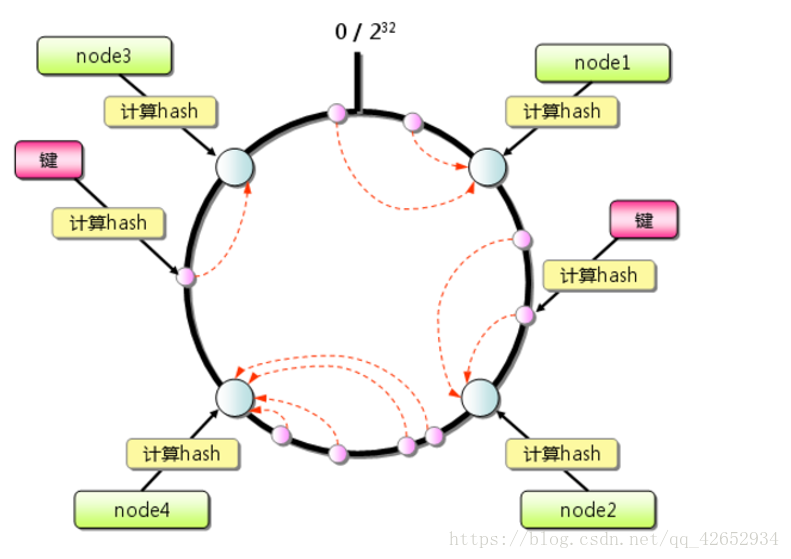 0 / 2³²
node3
node1
计算hash
计算hash
键
键
计算hash
计算hash
计算hash
计算hash
node4
node2
https://blog.csdn.net/qq_42652934